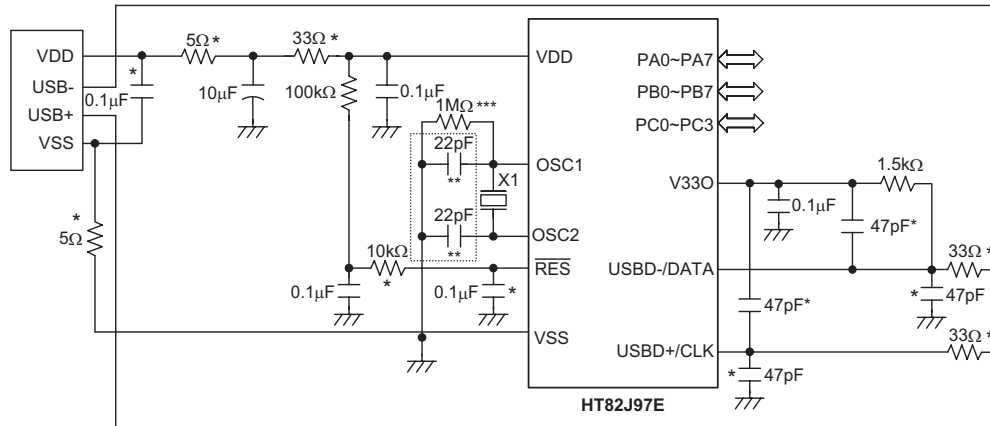 VDD
USB-
USB+
VSS
*
0.1μF
5Ω *
10μF
33Ω *
100kΩ
0.1μF
1MΩ ***
22pF
**
X1
22pF
**
*
5Ω
10kΩ
*
0.1μF
0.1μF
*
VDD
OSC1
OSC2
RES
VSS
PA0~PA7
PB0~PB7
PC0~PC3
V33O
USBD-/DATA
USBD+/CLK
HT82J97E
0.1μF
1.5kΩ
47pF*
33Ω *
* 47pF
47pF*
33Ω *
* 47pF